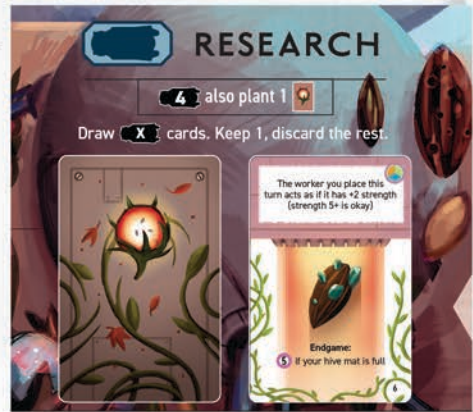 RESEARCH
4 also plant 1
Draw X cards. Keep 1, discard the rest.
The worker you place this
turn acts as if it has +2 strength
(strength 5+ is okay)
Endgame:
5 If your hive mat is full
6